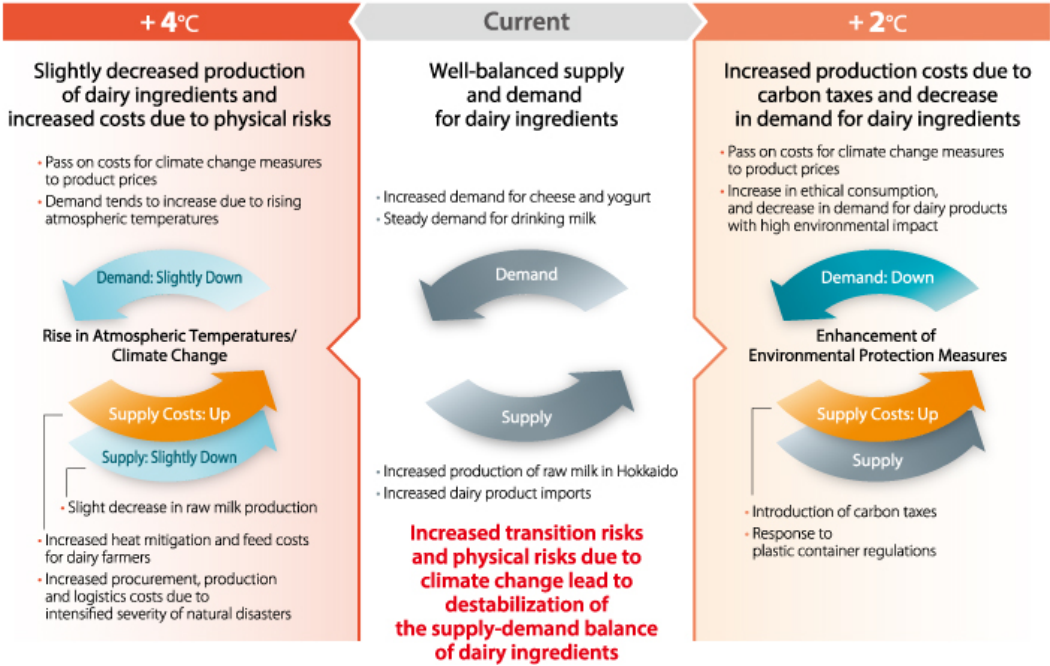 + 4℃
Slightly decreased production
of dairy ingredients and
increased costs due to physical risks
• Pass on costs for climate change measures
to product prices
• Demand tends to increase due to rising
atmospheric temperatures
Demand: Slightly Down
Rise in Atmospheric Temperatures/
Climate Change
Supply Costs: Up
Supply: Slightly Down
• Slight decrease in raw milk production
• Increased heat mitigation and feed costs
for dairy farmers
• Increased procurement, production
and logistics costs due to
intensified severity of natural disasters
Current
Well-balanced supply
and demand
for dairy ingredients
• Increased demand for cheese and yogurt
• Steady demand for drinking milk
Demand
Supply
• Increased production of raw milk in Hokkaido
• Increased dairy product imports
Increased transition risks
and physical risks due to
climate change lead to
destabilization of
the supply-demand balance
of dairy ingredients
+ 2℃
Increased production costs due to
carbon taxes and decrease
in demand for dairy ingredients
• Pass on costs for climate change measures
to product prices
• Increase in ethical consumption,
and decrease in demand for dairy products
with high environmental impact
Demand: Down
Enhancement of
Environmental Protection Measures
Supply Costs: Up
Supply
• Introduction of carbon taxes
• Response to
plastic container regulations